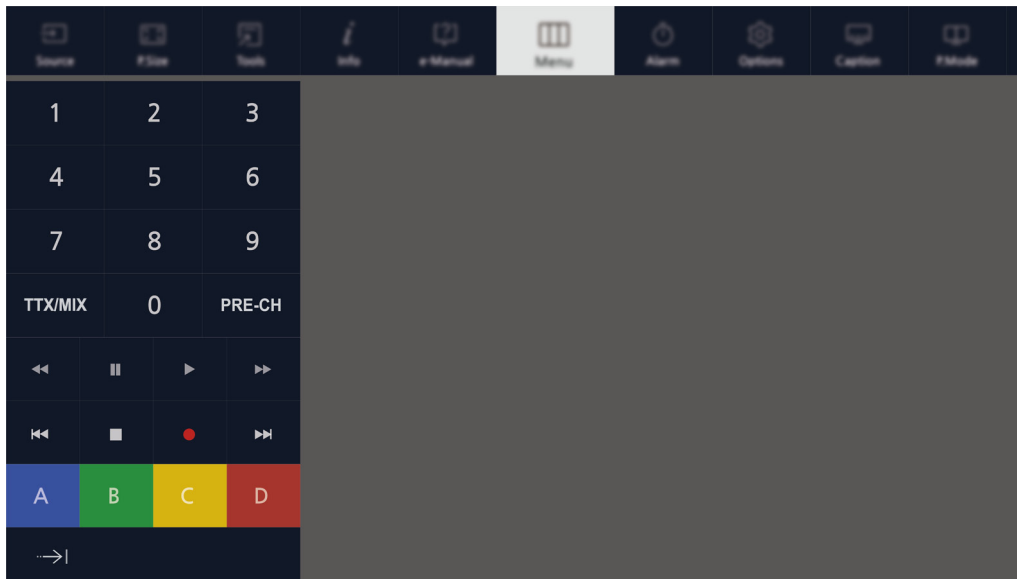 Source P.Size Tools Info e-Manual Menu Alarm Options Caption P.Mode
1 2 3
4 5 6
7 8 9
TTX/MIX 0 PRE-CH
A B C D